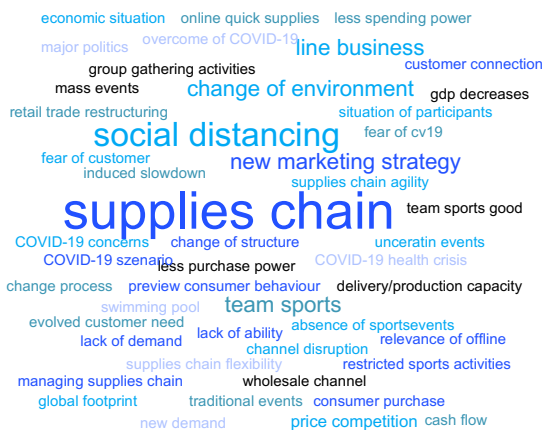 economic situation online quick supplies less spending power
major politics overcome of COVID-19 line business
group gathering activities customer connection
mass events change of environment gdp decreases
retail trade restructuring situation of participants
social distancing fear of cv19
fear of customer new marketing strategy
induced slowdown supplies chain agility
supplies chain team sports good
COVID-19 concerns change of structure unceratin events
COVID-19 szenario less purchase power COVID-19 health crisis
change process preview consumer behaviour delivery/production capacity
swimming pool team sports
evolved customer need lack of ability absence of sportsevents
lack of demand channel disruption relevance of offline
supplies chain flexibility restricted sports activities
managing supplies chain wholesale channel
global footprint traditional events consumer purchase
new demand price competition cash flow